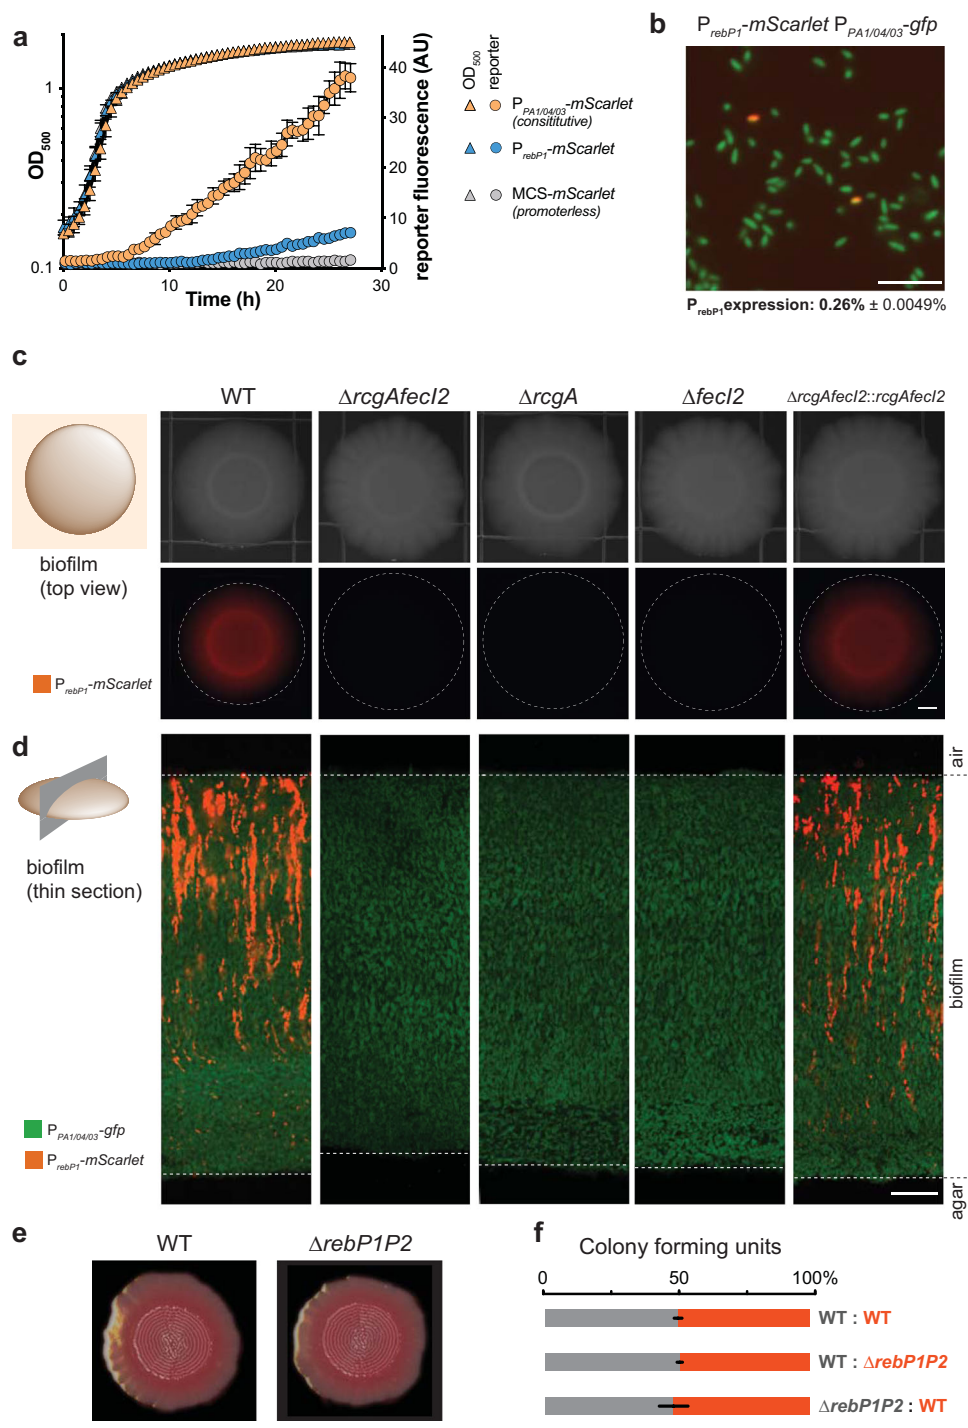 a
1
0.1
OD500
0
10
20
30
Time (h)
0
10
20
30
40
reporter fluorescence (AU)
OD500
reporter
PPA1/04/03-mScarlet
(consititutive)
PrebP1-mScarlet
MCS-mScarlet
(promoterless)
b
PrebP1-mScarlet PPA1/04/03-gfp
PrebP1 expression: 0.26% ± 0.0049%
c
WT
ΔrcgAfecI2
ΔrcgA
ΔfecI2
ΔrcgAfecI2::rcgAfecI2
biofilm
(top view)
PrebP1-mScarlet
d
biofilm
(thin section)
PPA1/04/03-gfp
PrebP1-mScarlet
air
biofilm
agar
e
WT
ΔrebP1P2
f
Colony forming units
0
50
100%
WT : WT
WT : ΔrebP1P2
ΔrebP1P2 : WT